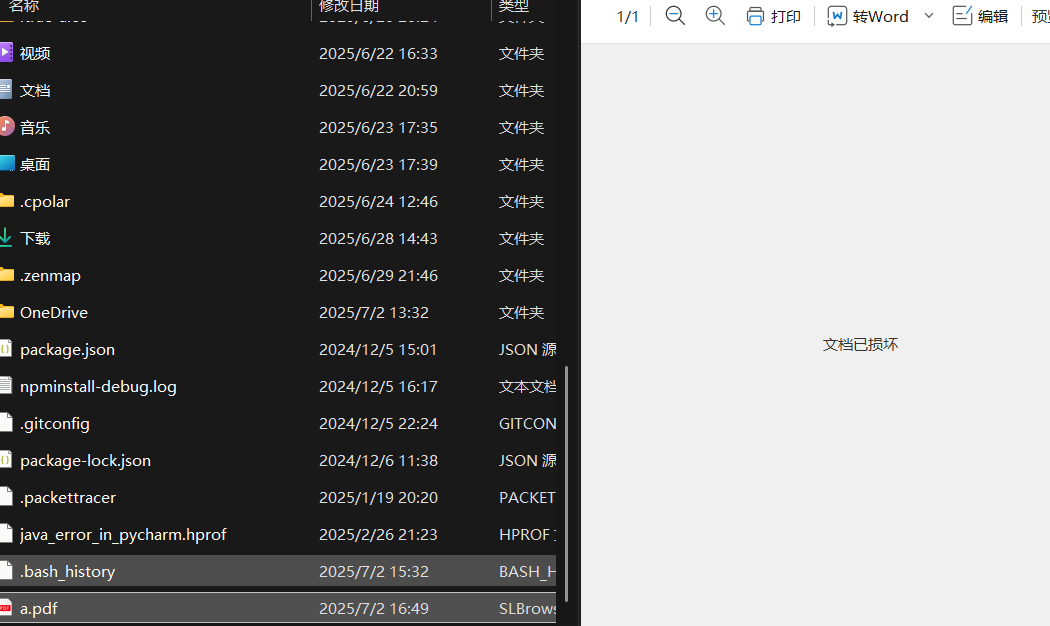 名称 修改日期 类型
视频 2025/6/22 16:33 文件夹
文档 2025/6/22 20:59 文件夹
音乐 2025/6/23 17:35 文件夹
桌面 2025/6/23 17:39 文件夹
.cpolar 2025/6/24 12:46 文件夹
下载 2025/6/28 14:43 文件夹
.zenmap 2025/6/29 21:46 文件夹
OneDrive 2025/7/2 13:32 文件夹
package.json 2024/12/5 15:01 JSON 源
npminstall-debug.log 2024/12/5 16:17 文本文档
.gitconfig 2024/12/5 22:24 GITCON
package-lock.json 2024/12/6 11:38 JSON 源
.packettracer 2025/1/19 20:20 PACKET
java_error_in_pycharm.hprof 2025/2/26 21:23 HPROF
.bash_history 2025/7/2 15:32 BASH_H
a.pdf 2025/7/2 16:49 SLBrows
1/1 打印 转Word 编辑 预
文档已损坏